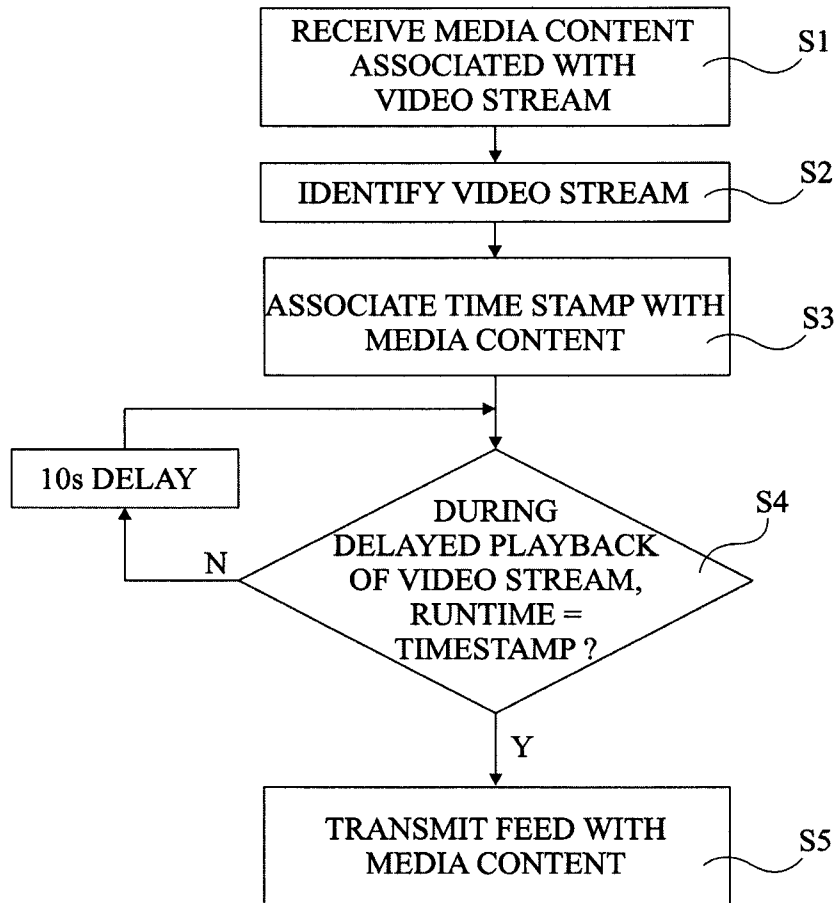 RECEIVE MEDIA CONTENT
ASSOCIATED WITH
VIDEO STREAM
S1
IDENTIFY VIDEO STREAM
S2
ASSOCIATE TIME STAMP WITH
MEDIA CONTENT
S3
10s DELAY
N
DURING
DELAYED PLAYBACK
OF VIDEO STREAM,
RUNTIME =
TIMESTAMP ?
S4
Y
TRANSMIT FEED WITH
MEDIA CONTENT
S5